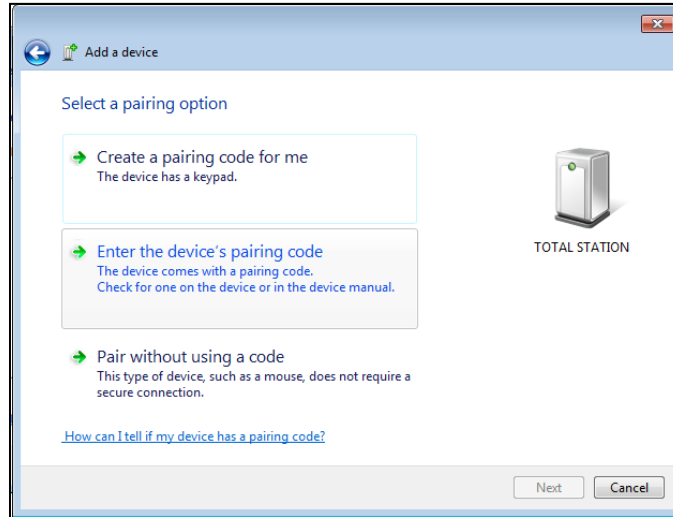 Add a device
Select a pairing option
Create a pairing code for me
The device has a keypad.
Enter the device's pairing code
The device comes with a pairing code.
Check for one on the device or in the device manual.
TOTAL STATION
Pair without using a code
This type of device, such as a mouse, does not require a
secure connection.
How can I tell if my device has a pairing code?
Next
Cancel